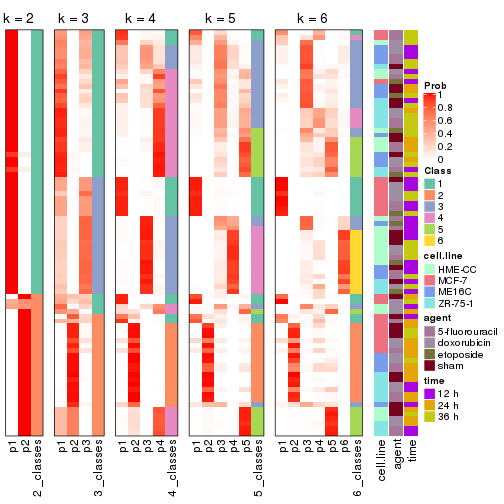 k = 2
k = 3
k = 4
k = 5
k = 6
p1
p2
2_classes
p1
p2
p3
3_classes
p1
p2
p3
p4
4_classes
p1
p2
p3
p4
p5
5_classes
p1
p2
p3
p4
p5
p6
6_classes
cell.line
agent
time
Prob
1
0.8
0.6
0.4
0.2
0
Class
1
2
3
4
5
6
cell.line
HME-CC
MCF-7
ME16C
ZR-75-1
agent
5-fluorouracil
doxorubicin
etoposide
sham
time
12 h
24 h
36 h